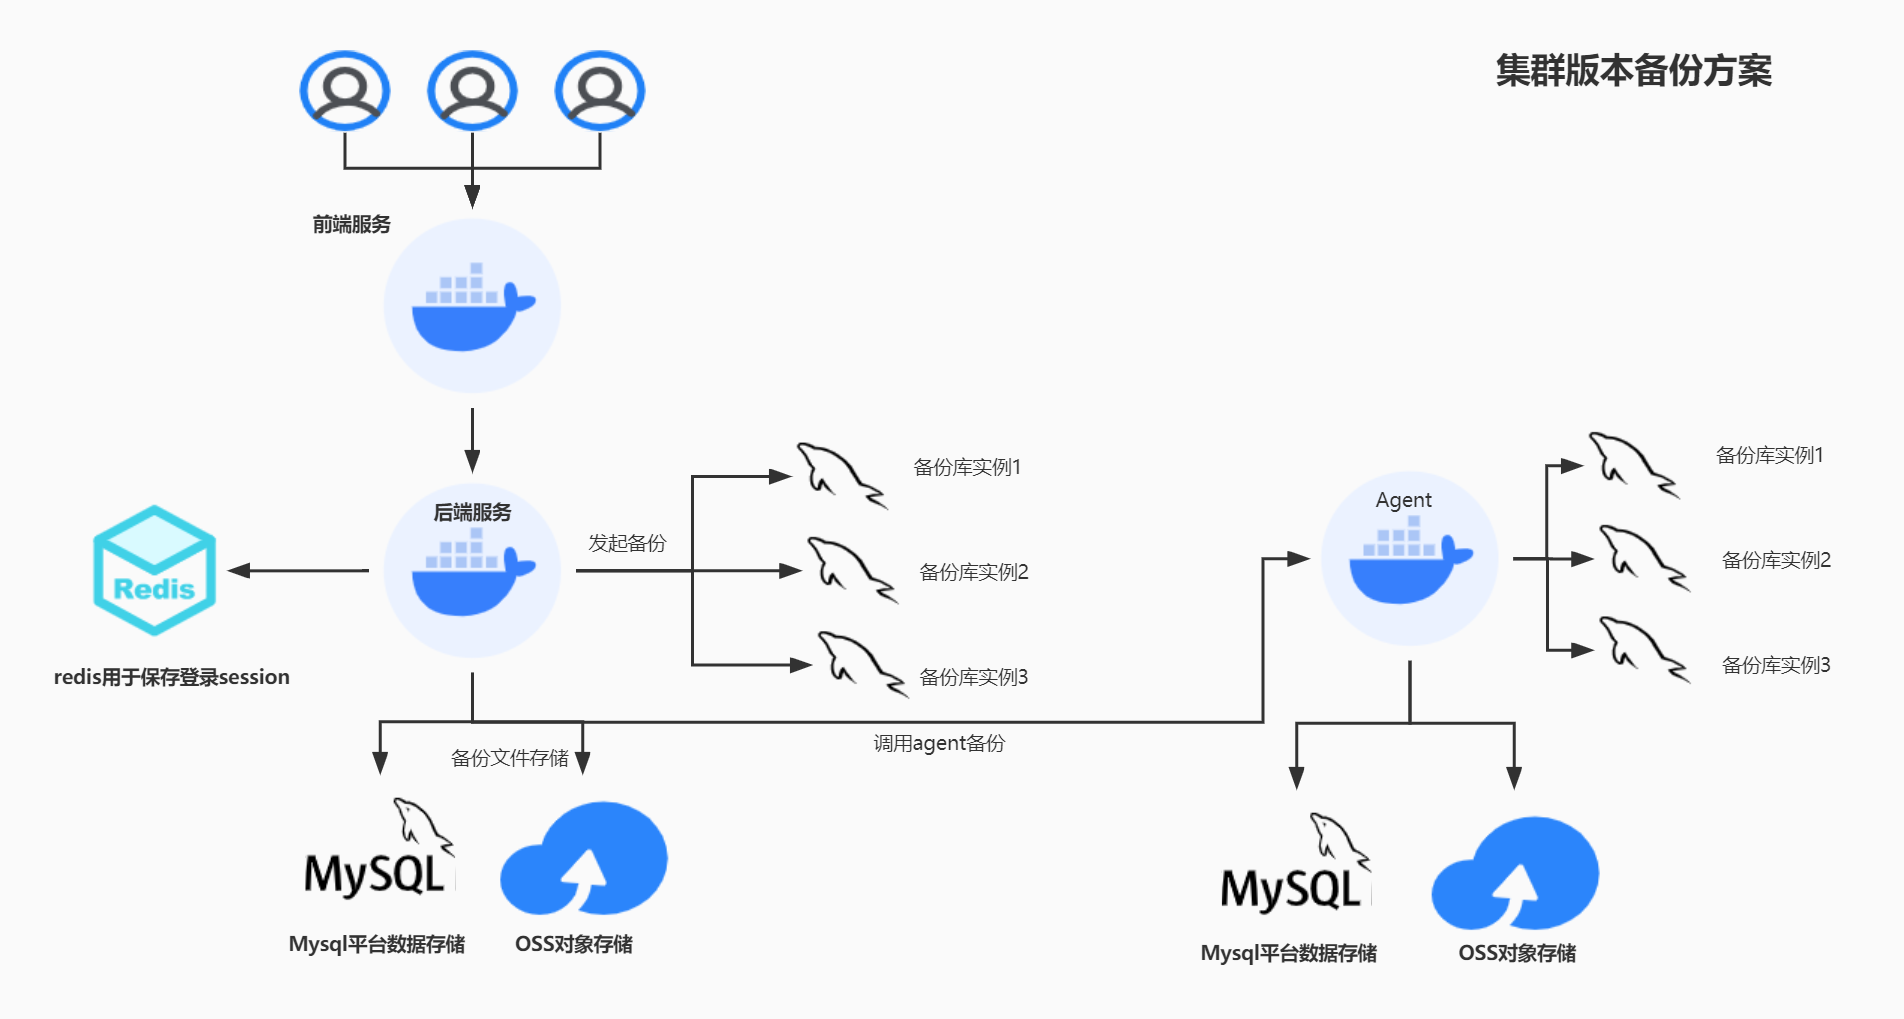 集群版本备份方案
前端服务
后端服务
发起备份
备份库实例1
备份库实例2
备份库实例3
Redis
redis用于保存登录session
备份文件存储
调用agent备份
MySQL
Mysql平台数据存储
OSS对象存储
Agent
备份库实例1
备份库实例2
备份库实例3
MySQL
Mysql平台数据存储
OSS对象存储